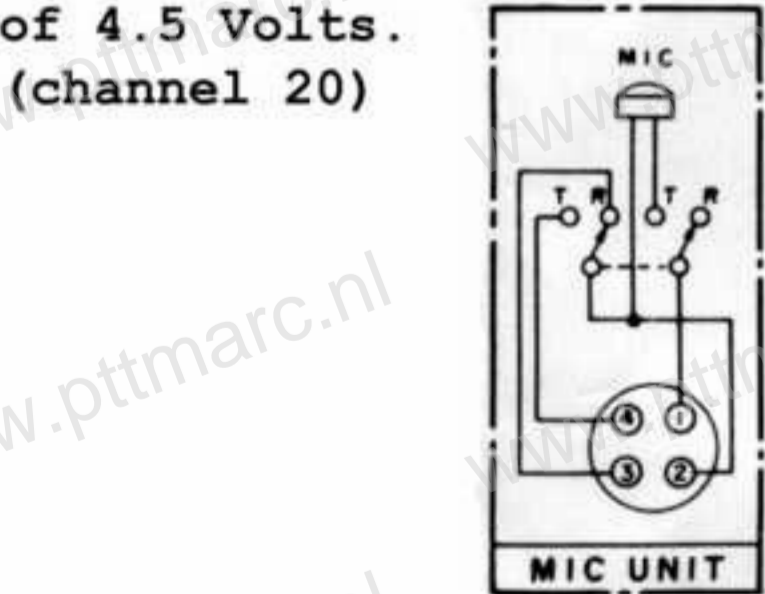 of 4.5 Volts.
(channel 20)
MIC
T R T R
4 1
3 2
MIC UNIT
www.pttmarc.nl